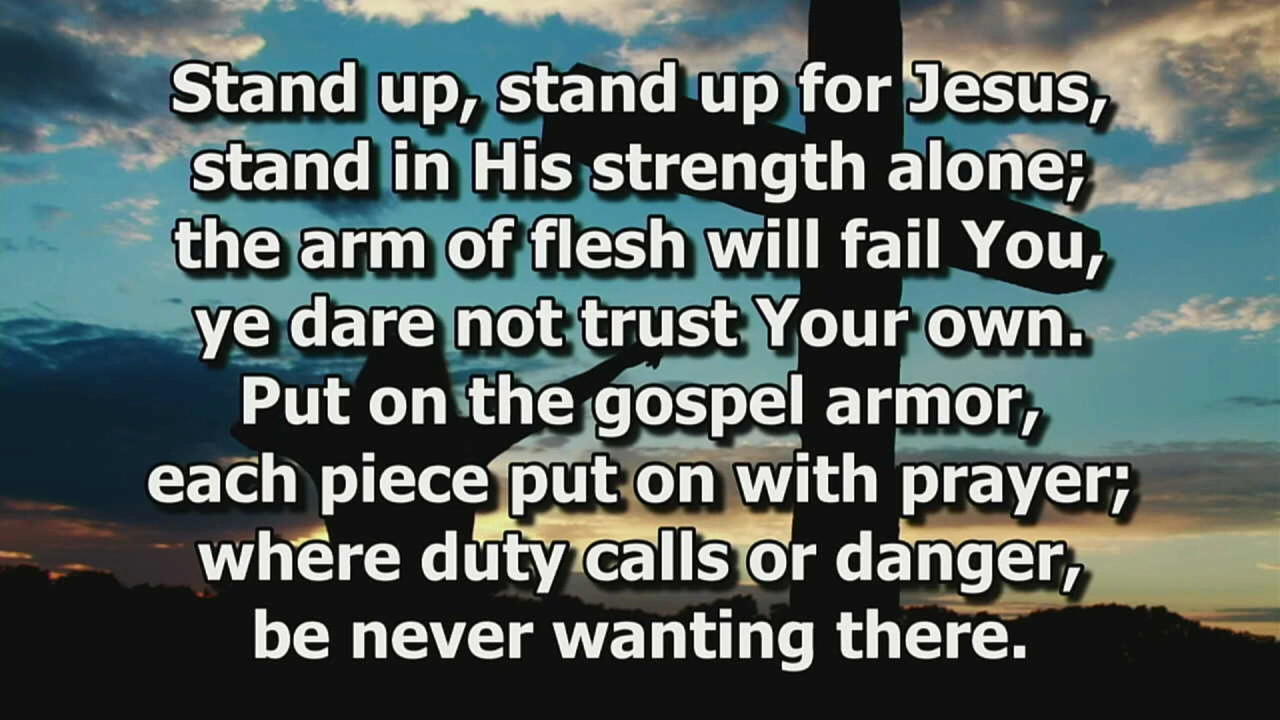 Stand up, stand up for Jesus,
stand in His strength alone;
the arm of flesh will fail You,
ye dare not trust Your own.
Put on the gospel armor,
each piece put on with prayer;
where duty calls or danger,
be never wanting there.